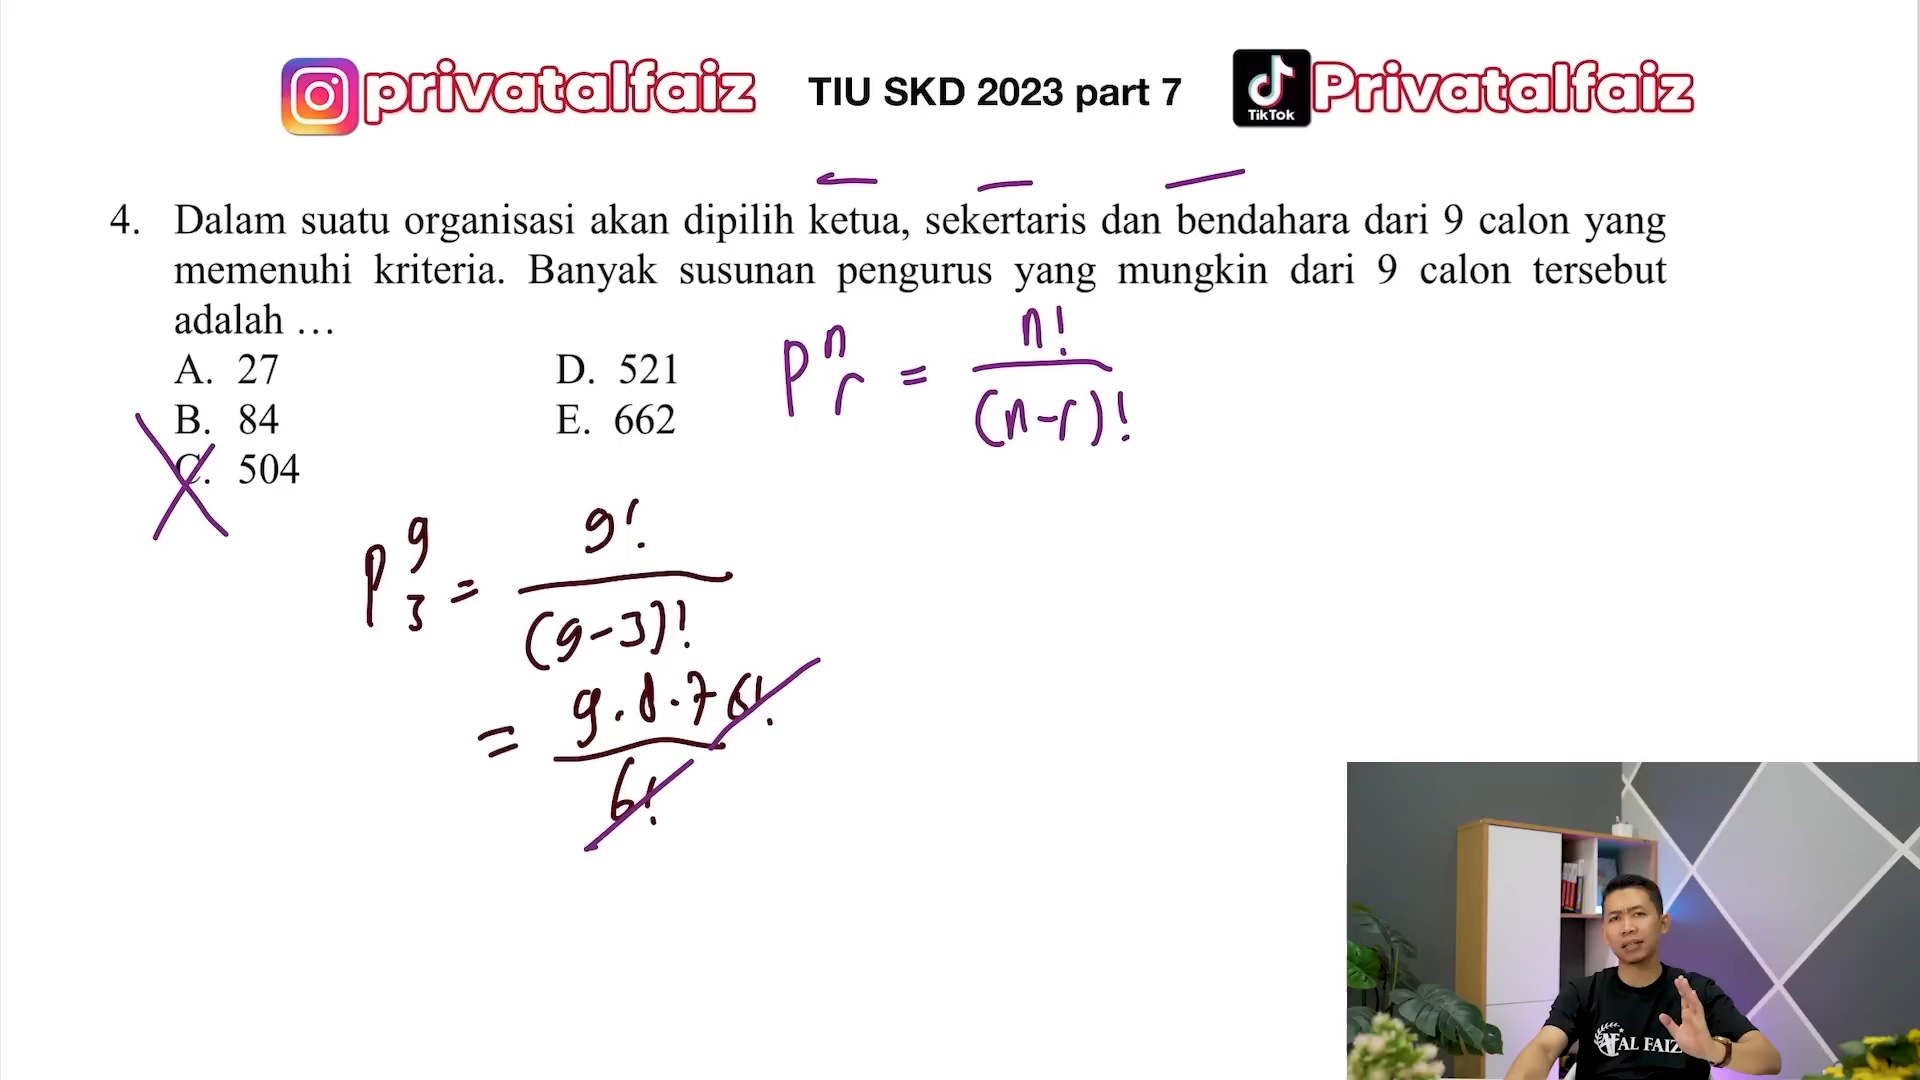 privatalfaiz TIU SKD 2023 part 7 TikTok Privatalfaiz
4. Dalam suatu organisasi akan dipilih ketua, sekertaris dan bendahara dari 9 calon yang
memenuhi kriteria. Banyak susunan pengurus yang mungkin dari 9 calon tersebut
adalah …
A. 27
B. 84
C. 504
D. 521
E. 662
P n r = n! / (n-r)!
P 9 3 = 9! / (9-3)!
= 9.8.7 6! / 6!
AL FAIZ